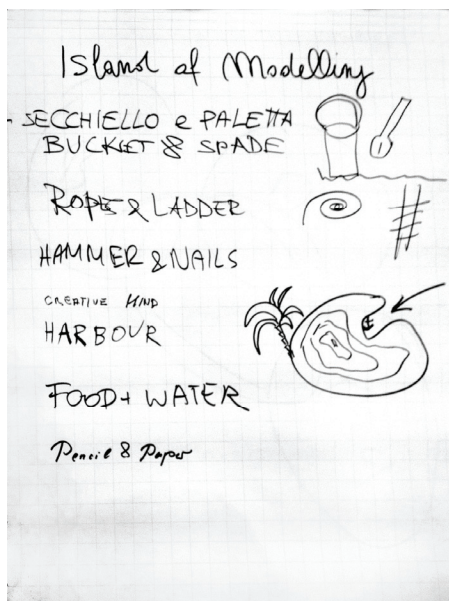 Island of Modelling
- SECCHIELLO e PALETTA
BUCKET & SPADE
ROPE & LADDER
HAMMER & NAILS
CREATIVE MIND
HARBOUR
FOOD + WATER
Pencil & Paper